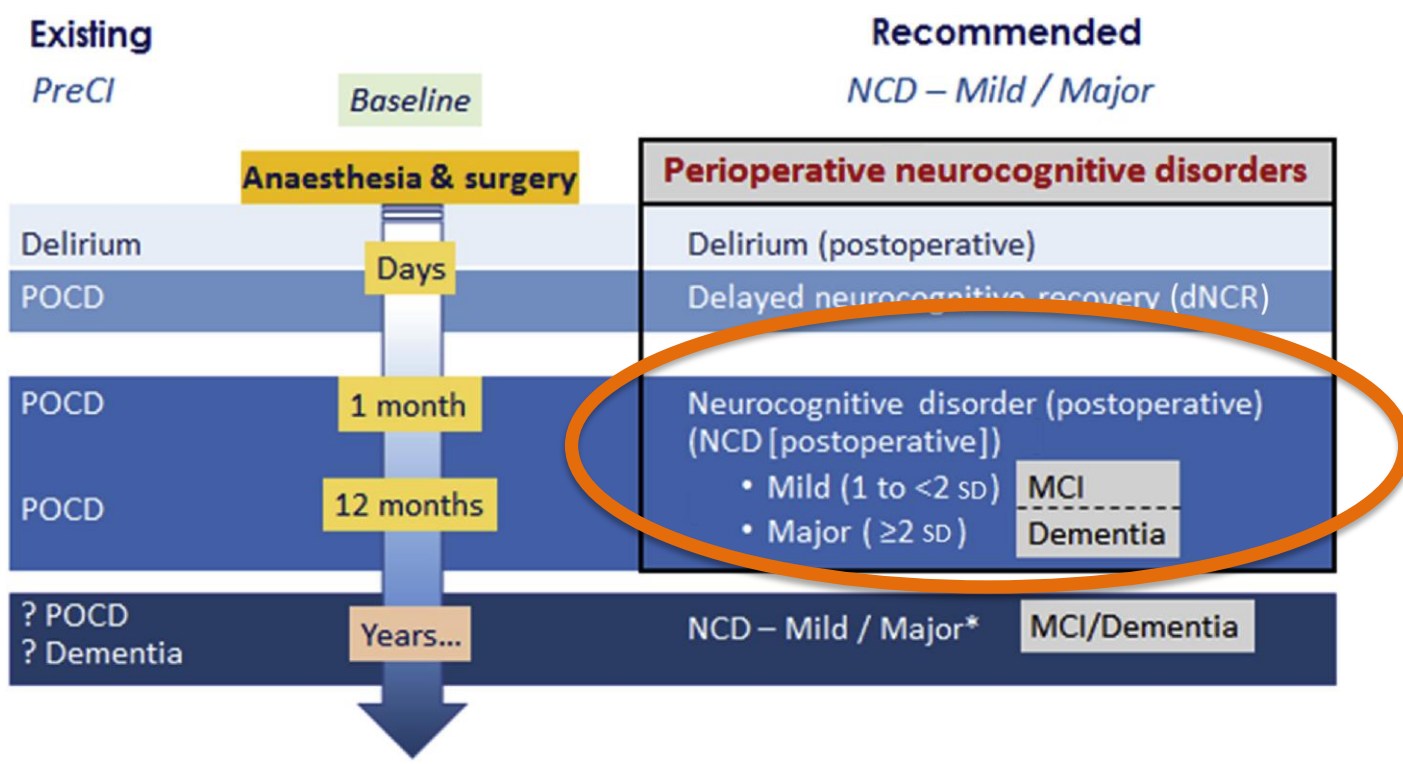 Existing
Recommended
PreCI
Baseline
NCD – Mild / Major
Anaesthesia & surgery
Perioperative neurocognitive disorders
Delirium
Days
Delirium (postoperative)
POCD
Delayed neurocognitive recovery (dNCR)
POCD
1 month
Neurocognitive disorder (postoperative)
(NCD [postoperative])
• Mild (1 to <2 SD)
MCI
POCD
12 months
• Major ( ≥2 SD)
Dementia
? POCD
? Dementia
Years...
NCD – Mild / Major*
MCI/Dementia